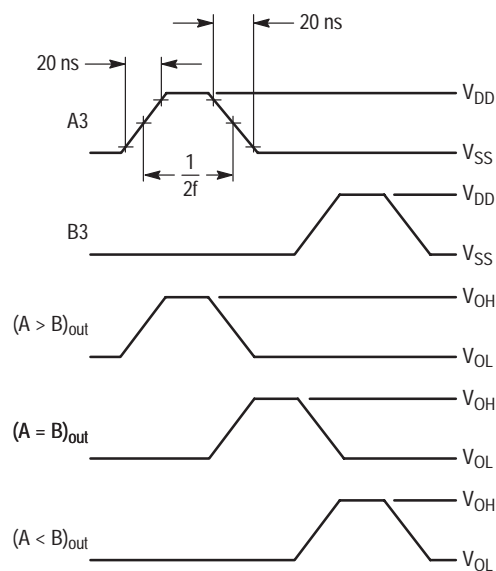 20 ns
20 ns
A3
V_DD
V_SS
1
2f
B3
V_DD
V_SS
(A > B)_out
V_OH
V_OL
(A = B)_out
V_OH
V_OL
(A < B)_out
V_OH
V_OL